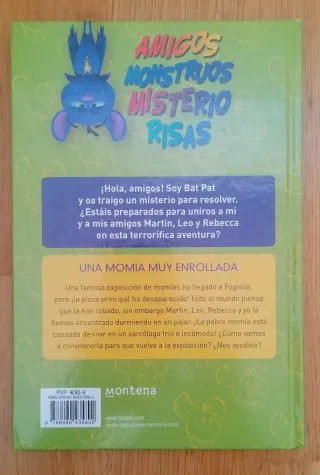 AMIGOS
MONSTRUOS
MISTERIO
RISAS
¡Hola, amigos! Soy Bat Pat
y os traigo un misterio para resolver.
¿Estáis preparados para uniros a mí
y a mis amigos Martin, Leo y Rebecca
en esta terrorífica aventura?
UNA MOMIA MUY ENROLLADA
Una famosa exposición de momias ha llegado a Fogville,
pero ¡la pieza principal ha desaparecido! Todo el mundo piensa
que la han robado, sin embargo Martin, Leo, Rebecca y yo la
hemos encontrado durmiendo en un pajar. ¡La pobre momia está
cansada de vivir en un sarcófago frío e incómodo! ¿Cómo vamos
a convencerla para que vuelva a la exposición? ¿Nos ayudáis?
PVP 9,95 €
montena